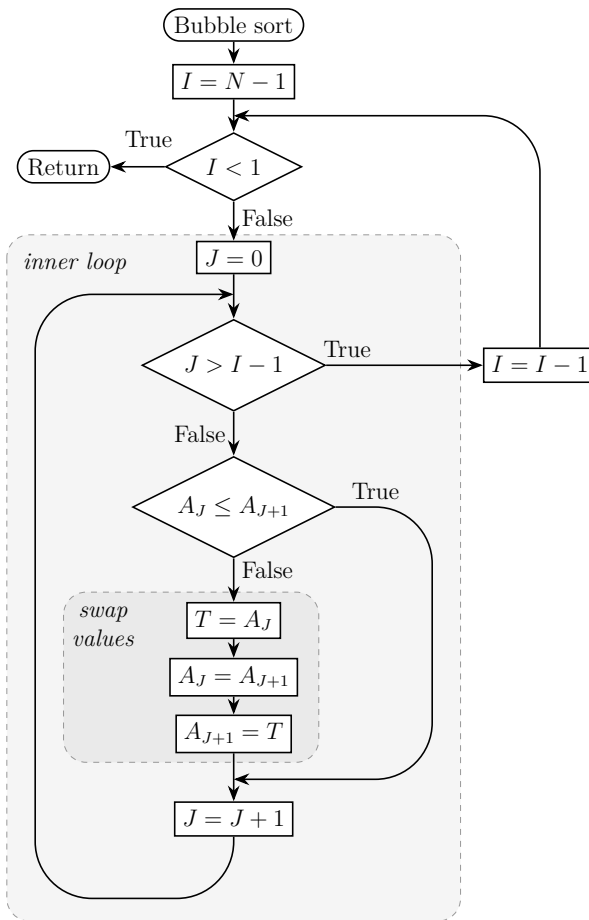 Bubble sort
I = N − 1
True
Return
I < 1
False
inner loop
J = 0
J > I − 1
True
I = I − 1
False
A_J ≤ A_{J+1}
True
False
swap
values
T = A_J
A_J = A_{J+1}
A_{J+1} = T
J = J + 1